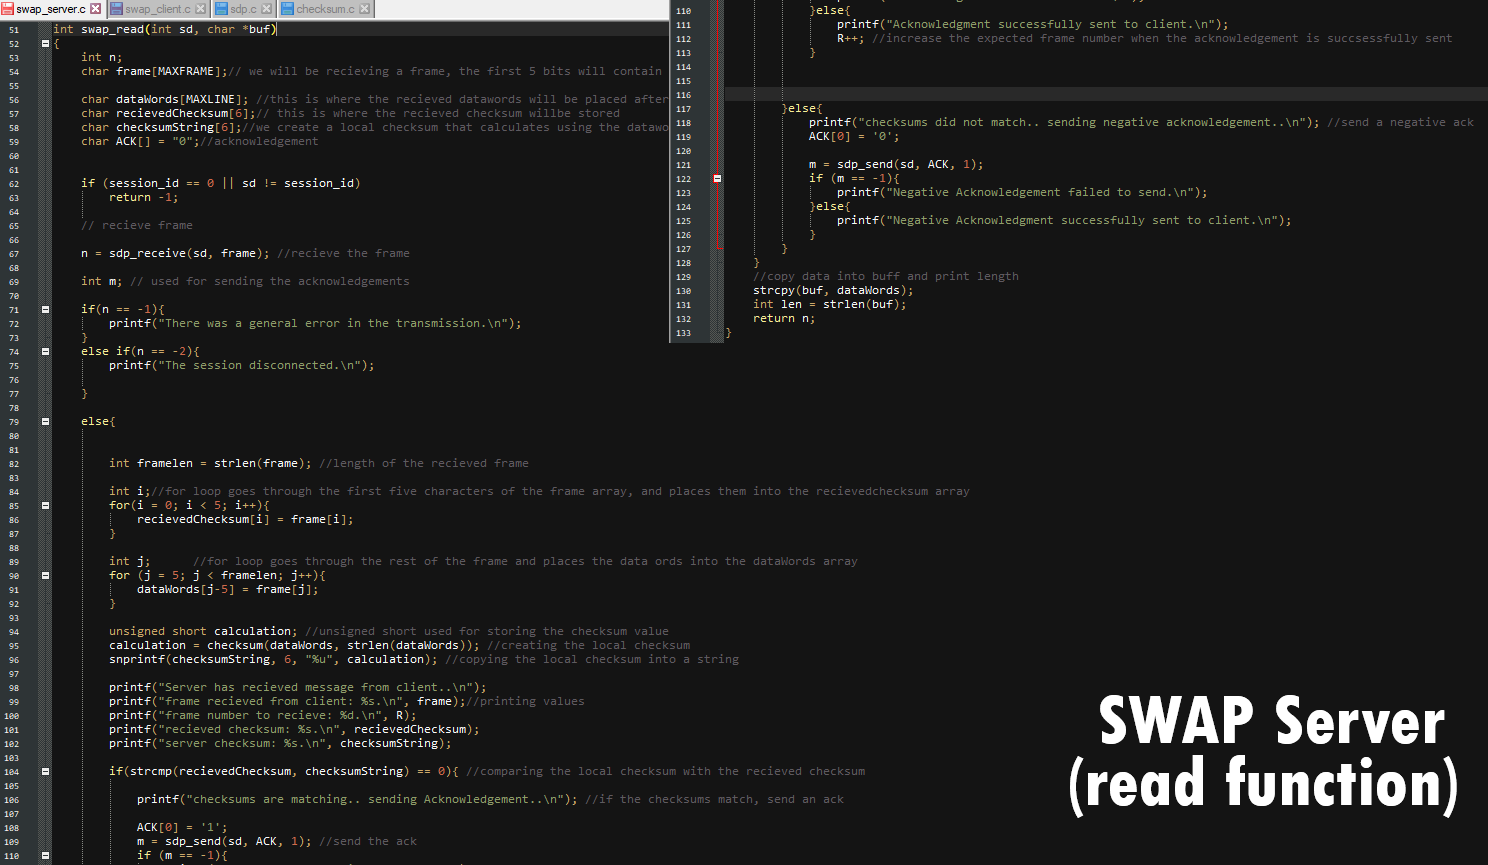 swap_server.c swap_client.c sdp.c checksum.c
51 int swap_read(int sd, char *buf)
52 {
53 int n;
54 char frame[MAXFRAME];// we will be recieving a frame, the first 5 bits will contain
55
56 char dataWords[MAXLINE]; //this is where the recieved datawords will be placed after
57 char recievedChecksum[6];// this is where the recieved checksum willbe stored
58 char checksumString[6];//we create a local checksum that calculates using the datawo
59 char ACK[] = "0";//acknowledgement
60
61
62 if (session_id == 0 || sd != session_id)
63 return -1;
64
65 // recieve frame
66
67 n = sdp_receive(sd, frame); //recieve the frame
68
69 int m; // used for sending the acknowledgements
70
71 if(n == -1){
72 printf("There was a general error in the transmission.\n");
73 }
74 else if(n == -2){
75 printf("The session disconnected.\n");
76
77 }
78
79 else{
80
81
82 int framelen = strlen(frame); //length of the recieved frame
83
84 int i;//for loop goes through the first five characters of the frame array, and places them into the recievedchecksum array
85 for(i = 0; i < 5; i++){
86 recievedChecksum[i] = frame[i];
87 }
88
89 int j; //for loop goes through the rest of the frame and places the data ords into the dataWords array
90 for (j = 5; j < framelen; j++){
91 dataWords[j-5] = frame[j];
92 }
93
94 unsigned short calculation; //unsigned short used for storing the checksum value
95 calculation = checksum(dataWords, strlen(dataWords)); //creating the local checksum
96 snprintf(checksumString, 6, "%u", calculation); //copying the local checksum into a string
97
98 printf("Server has recieved message from client..\n");
99 printf("frame recieved from client: %s.\n", frame);//printing values
100 printf("frame number to recieve: %d.\n", R);
101 printf("recieved checksum: %s.\n", recievedChecksum);
102 printf("server checksum: %s.\n", checksumString);
103
104 if(strcmp(recievedChecksum, checksumString) == 0){ //comparing the local checksum with the recieved checksum
105
106 printf("checksums are matching.. sending Acknowledgement..\n"); //if the checksums match, send an ack
107
108 ACK[0] = '1';
109 m = sdp_send(sd, ACK, 1); //send the ack
110 if (m == -1){
110 }else{
111 printf("Acknowledgment successfully sent to client.\n");
112 R++; //increase the expected frame number when the acknowledgement is succsessfully sent
113 }
114
115
116
117 }else{
118 printf("checksums did not match.. sending negative acknowledgement..\n"); //send a negative ack
119 ACK[0] = '0';
120
121 m = sdp_send(sd, ACK, 1);
122 if (m == -1){
123 printf("Negative Acknowledgement failed to send.\n");
124 }else{
125 printf("Negative Acknowledgment successfully sent to client.\n");
126 }
127 }
128 }
129 //copy data into buff and print length
130 strcpy(buf, dataWords);
131 int len = strlen(buf);
132 return n;
133 }
SWAP Server
(read function)